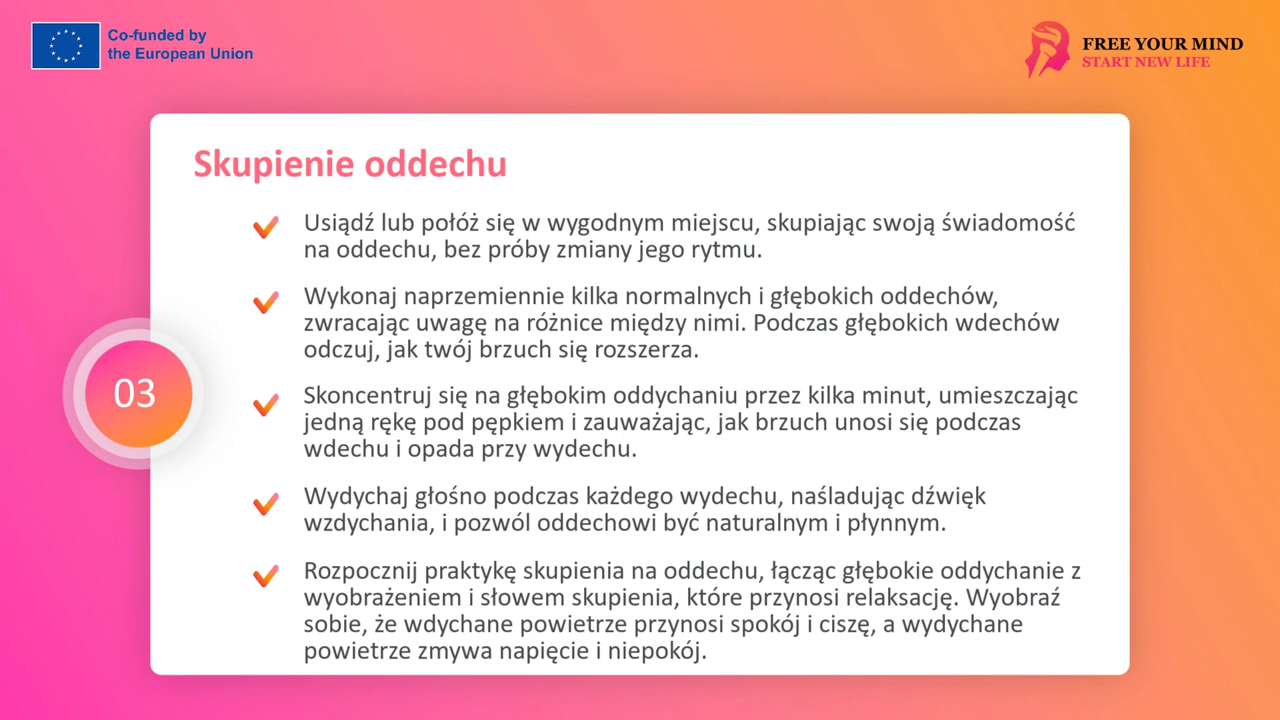 Co-funded by
the European Union
FREE YOUR MIND
START NEW LIFE
Skupienie oddechu
Usiądź lub połóż się w wygodnym miejscu, skupiając swoją świadomość
na oddechu, bez próby zmiany jego rytmu.
Wykonaj naprzemiennie kilka normalnych i głębokich oddechów,
zwracając uwagę na różnice między nimi. Podczas głębokich wdechów
odczuj, jak twój brzuch się rozszerza.
03
Skoncentruj się na głębokim oddychaniu przez kilka minut, umieszczając
jedną rękę pod pępkiem i zauważając, jak brzuch unosi się podczas
wdechu i opada przy wydechu.
Wydychaj głośno podczas każdego wydechu, naśladując dźwięk
wzdychania, i pozwól oddechowi być naturalnym i płynnym.
Rozpocznij praktykę skupienia na oddechu, łącząc głębokie oddychanie z
wyobrażeniem i słowem skupienia, które przynosi relaksację. Wyobraź
sobie, że wdychane powietrze przynosi spokój i ciszę, a wydychane
powietrze zmywa napięcie i niepokój.